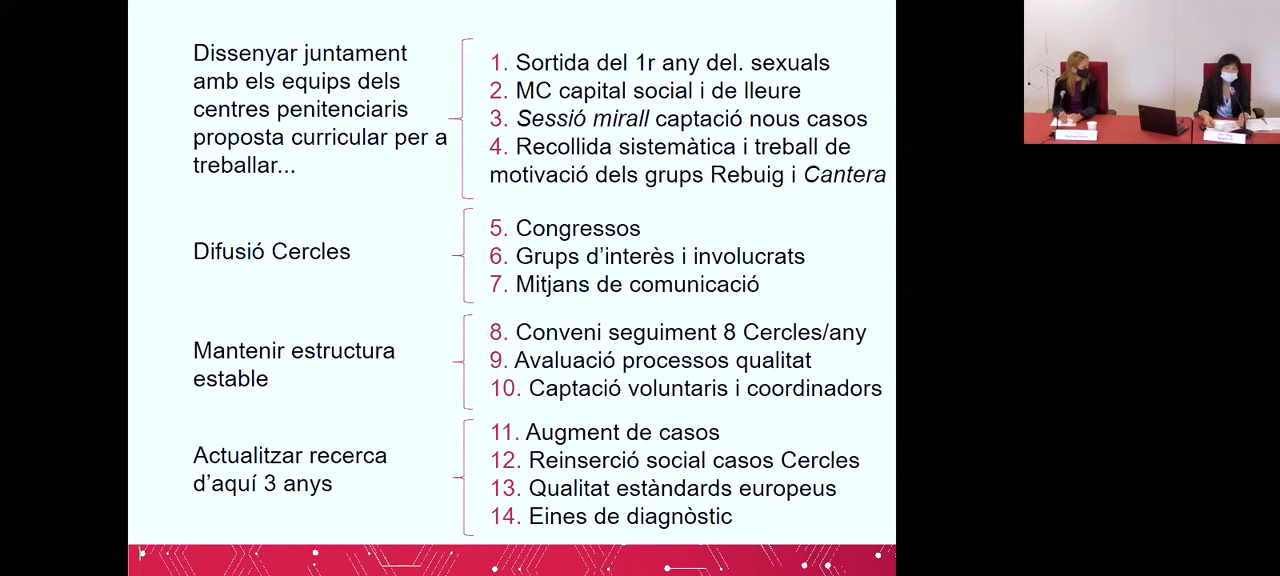 Dissenyar juntament
amb els equips dels
centres penitenciaris
proposta curricular per a
treballar...
1. Sortida del 1r any del. sexuals
2. MC capital social i de lleure
3. Sessió mirall captació nous casos
4. Recollida sistemàtica i treball de
motivació dels grups Rebuig i Cantera
Difusió Cercles
5. Congressos
6. Grups d’interès i involucrats
7. Mitjans de comunicació
Mantenir estructura
estable
8. Conveni seguiment 8 Cercles/any
9. Avaluació processos qualitat
10. Captació voluntaris i coordinadors
Actualitzar recerca
d’aquí 3 anys
11. Augment de casos
12. Reinserció social casos Cercles
13. Qualitat estàndards europeus
14. Eines de diagnòstic